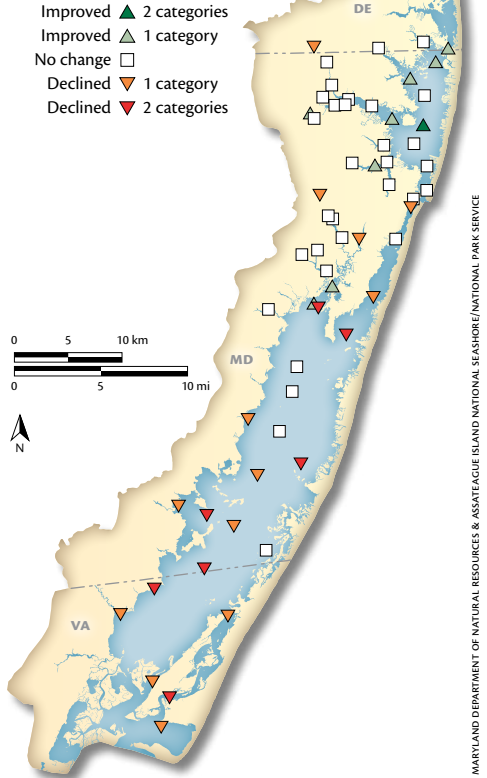 DE
Improved 2 categories
Improved 1 category
No change
Declined 1 category
Declined 2 categories
0 5 10 km
0 5 10 mi
MD
N
VA
MARYLAND DEPARTMENT OF NATURAL RESOURCES & ASSATEAGUE ISLAND NATIONAL SEASHORE/NATIONAL PARK SERVICE